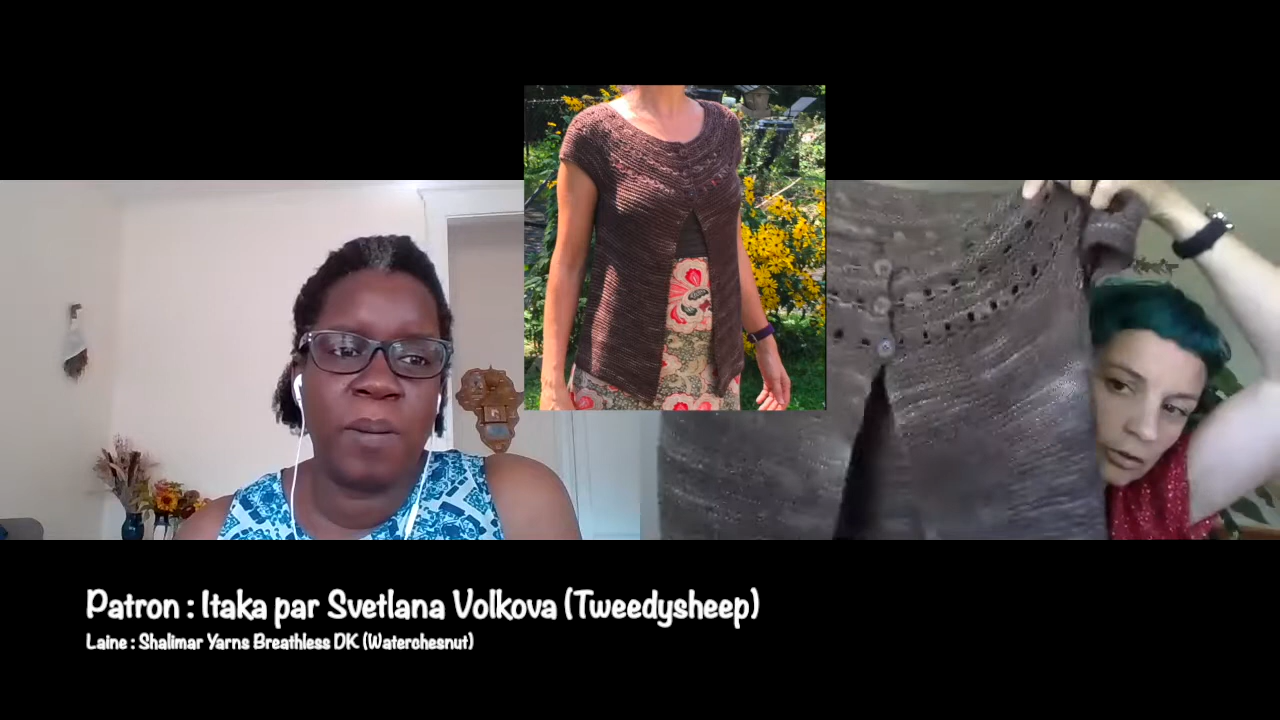 Patron : Itaka par Svetlana Volkova (Tweedysheep)
Laine : Shalimar Yarns Breathless DK (Waterchesnut)